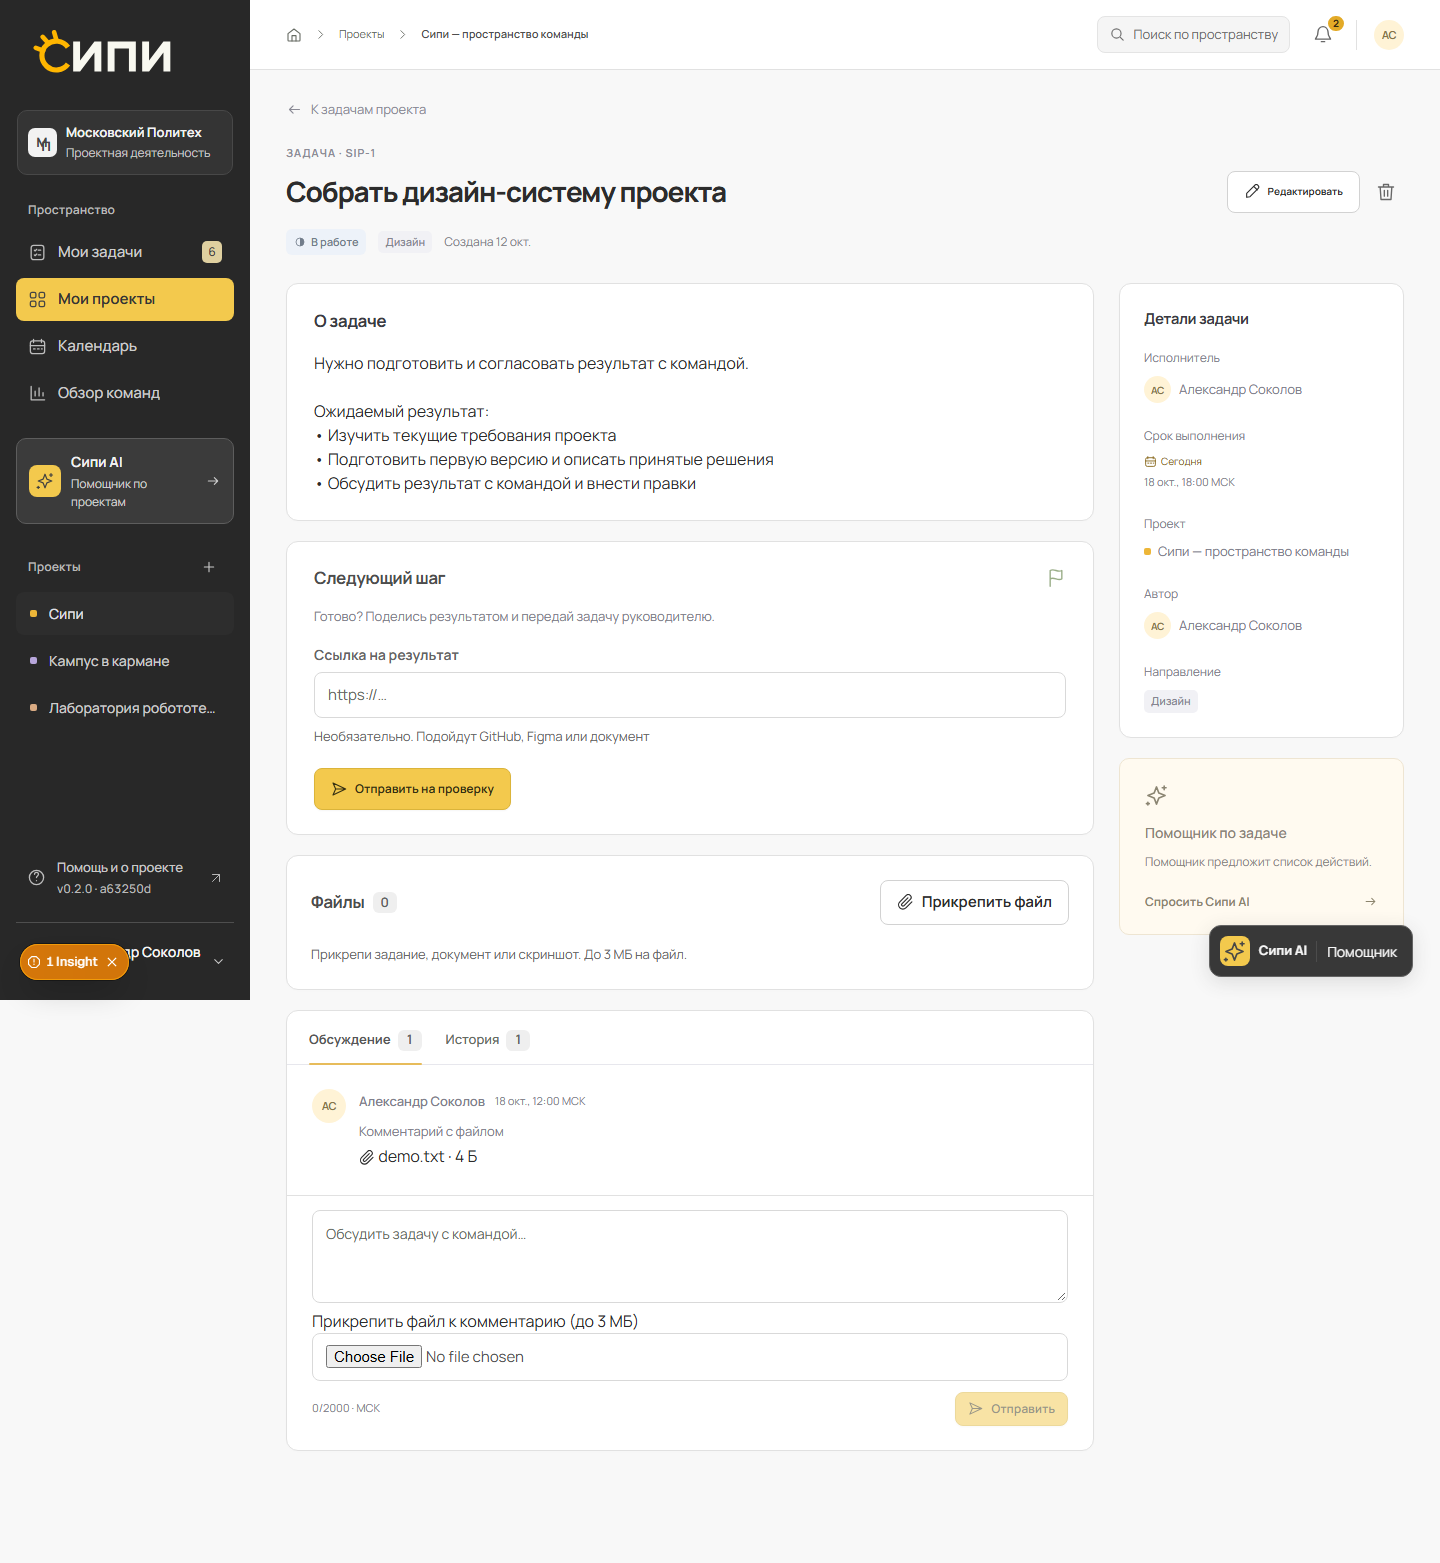 Сипи
МП
Московский Политех
Проектная деятельность
Пространство
Мои задачи
6
Мои проекты
Календарь
Обзор команд
Сипи AI
Помощник по
проектам
Проекты
Сипи
Кампус в кармане
Лаборатория робототе...
Помощь и о проекте
v0.2.0 · a63250d
др Соколов
1 Insight
Проекты
Сипи — пространство команды
Поиск по пространству
2
АС
К задачам проекта
ЗАДАЧА · SIP-1
Собрать дизайн-систему проекта
Редактировать
В работе
Дизайн
Создана 12 окт.
О задаче
Нужно подготовить и согласовать результат с командой.
Ожидаемый результат:
• Изучить текущие требования проекта
• Подготовить первую версию и описать принятые решения
• Обсудить результат с командой и внести правки
Следующий шаг
Готово? Поделись результатом и передай задачу руководителю.
Ссылка на результат
https://...
Необязательно. Подойдут GitHub, Figma или документ
Отправить на проверку
Файлы
0
Прикрепить файл
Прикрепи задание, документ или скриншот. До 3 МБ на файл.
Обсуждение
1
История
1
АС
Александр Соколов
18 окт., 12:00 МСК
Комментарий с файлом
demo.txt · 4 Б
Обсудить задачу с командой...
Прикрепить файл к комментарию (до 3 МБ)
Choose File
No file chosen
0/2000 · МСК
Отправить
Детали задачи
Исполнитель
АС
Александр Соколов
Срок выполнения
Сегодня
18 окт., 18:00 МСК
Проект
Сипи — пространство команды
Автор
АС
Александр Соколов
Направление
Дизайн
Помощник по задаче
Помощник предложит список действий.
Спросить Сипи AI
Сипи AI
Помощник